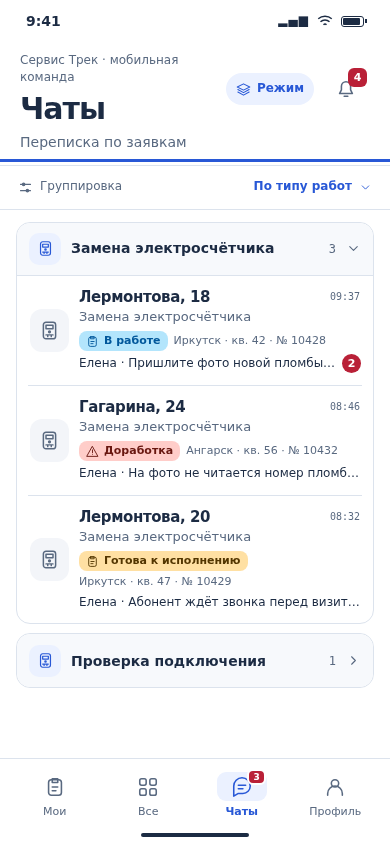 9:41
Сервис Трек · мобильная
команда
Чаты
Переписка по заявкам
Режим
4
Группировка
По типу работ
Замена электросчётчика
3
Лермонтова, 18
09:37
Замена электросчётчика
В работе Иркутск · кв. 42 · № 10428
Елена · Пришлите фото новой пломбы… 2
Гагарина, 24
08:46
Замена электросчётчика
Доработка Ангарск · кв. 56 · № 10432
Елена · На фото не читается номер пломб…
Лермонтова, 20
08:32
Замена электросчётчика
Готова к исполнению
Иркутск · кв. 47 · № 10429
Елена · Абонент ждёт звонка перед визит…
Проверка подключения
1
3
Мои Все Чаты Профиль